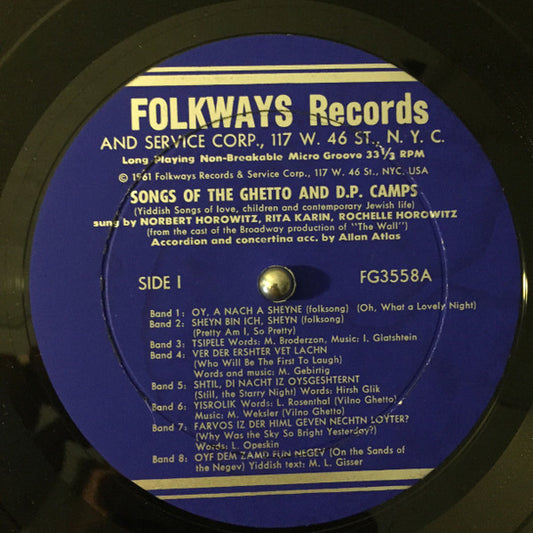 FOLKWAYS Records
AND SERVICE CORP., 117 W. 46 ST., N. Y. C.
Long Playing Non-Breakable Micro Groove 33 1/3 RPM
© 1961 Folkways Records & Service Corp., 117 W. 46 St., NYC, USA
SONGS OF THE GHETTO AND D.P. CAMPS
(Yiddish Songs of love, children and contemporary Jewish life)
sung by NORBERT HOROWITZ, RITA KARIN, ROCHELLE HOROWITZ
(from the cast of the Broadway production of "The Wall")
Accordion and concertina acc. by Allan Atlas
SIDE I FG3558A
Band 1: OY, A NACH A SHEYNE (folksong) (Oh, What a Lovely Night)
Band 2: SHEYN BIN ICH, SHEYN (folksong)
(Pretty Am I, So Pretty)
Band 3: TSIPELE Words: M. Broderzon, Music: I. Glatshtein
Band 4: VER DER ERSHTER VET LACHN
(Who Will Be The First To Laugh)
Words and music: M. Gebirtig
Band 5: SHTIL, DI NACHT IZ OYSGESHTERNT
(Still, the Starry Night) Words: Hirsh Glik
Band 6: YISROLIK Words: L. Rosenthal (Vilno Ghetto)
Music: M. Weksler (Vilno Ghetto)
Band 7: FARVOS IZ DER HIML GEVEN NECHTN LOYTER?
(Why Was the Sky So Bright Yesterday?)
Words: L. Opeskin
Band 8: OYF DEM ZAMD FUN NEGEV (On the Sands of
the Negev) Yiddish text: M. L. Gisser